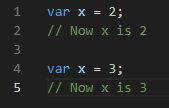 1 var x = 2;
2 // Now x is 2
3
4 var x = 3;
5 // Now x is 3